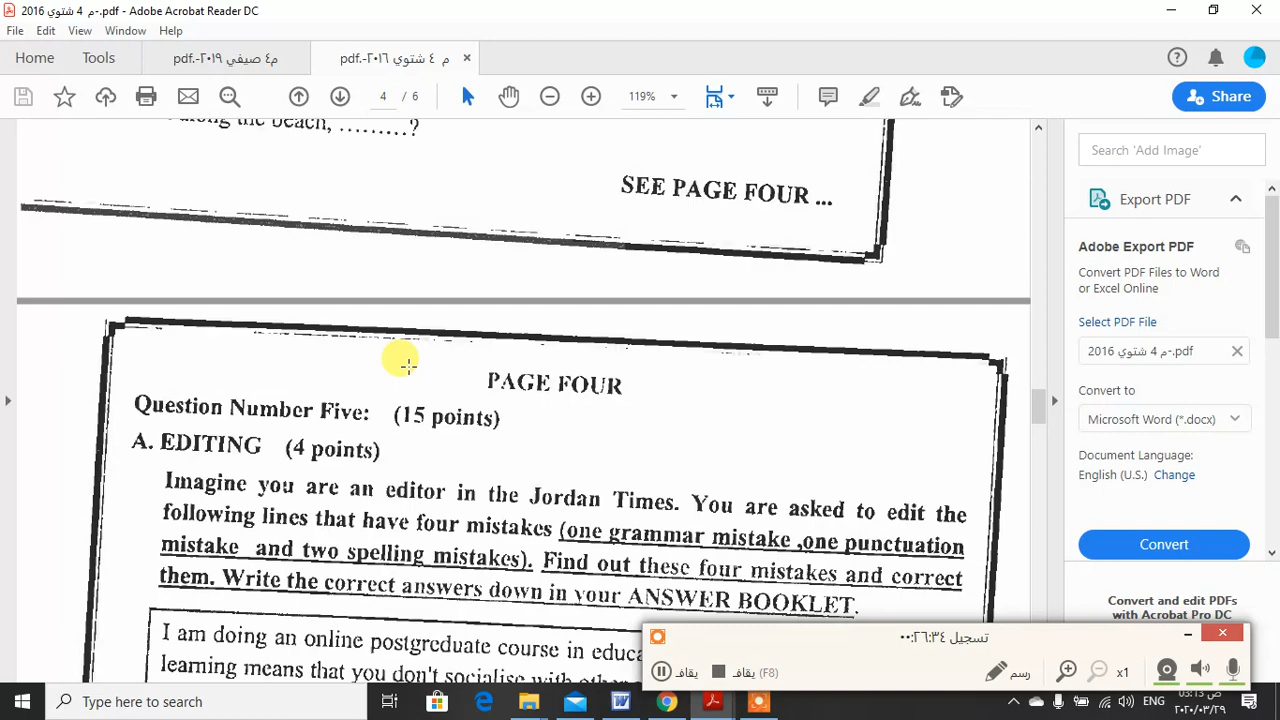 م 4 شتوي 2016-.pdf - Adobe Acrobat Reader DC
File Edit View Window Help
Home Tools
م٤ صيفي ٢٠١٩-.pdf
م ٤ شتوي ٢٠١٦-.pdf
4 / 6
119%
Share
along the beach, .........?
SEE PAGE FOUR ...
PAGE FOUR
Question Number Five: (15 points)
A. EDITING (4 points)
Imagine you are an editor in the Jordan Times. You are asked to edit the
following lines that have four mistakes (one grammar mistake ,one punctuation
mistake and two spelling mistakes). Find out these four mistakes and correct
them. Write the correct answers down in your ANSWER BOOKLET.
I am doing an online postgreduate course in educa
learning means that you don't socialise with other
Search 'Add Image'
Export PDF
Adobe Export PDF
Convert PDF Files to Word
or Excel Online
Select PDF File
م 4 شتوي 2016-.pdf
Convert to
Microsoft Word (*.docx)
Document Language:
English (U.S.) Change
Convert
Convert and edit PDFs
with Acrobat Pro DC
تسجيل ٠٠:٢٦:٣٤
يقاف
يقاف (F8)
رسم
x1
Type here to search
ENG
ص ٠٣:١٣
٢٠٢٠/٠٣/٢٩